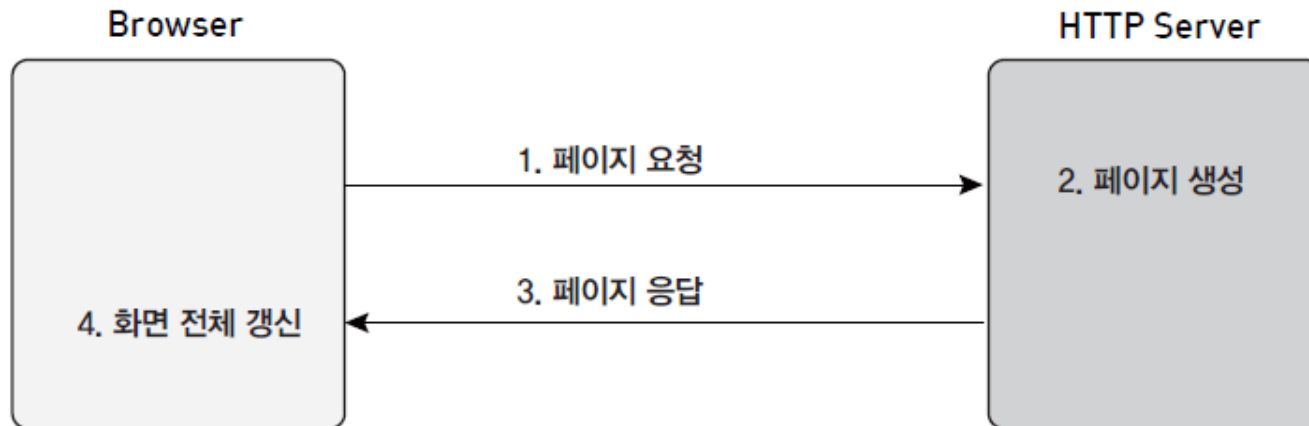 Browser
HTTP Server
1. 페이지 요청
2. 페이지 생성
3. 페이지 응답
4. 화면 전체 갱신